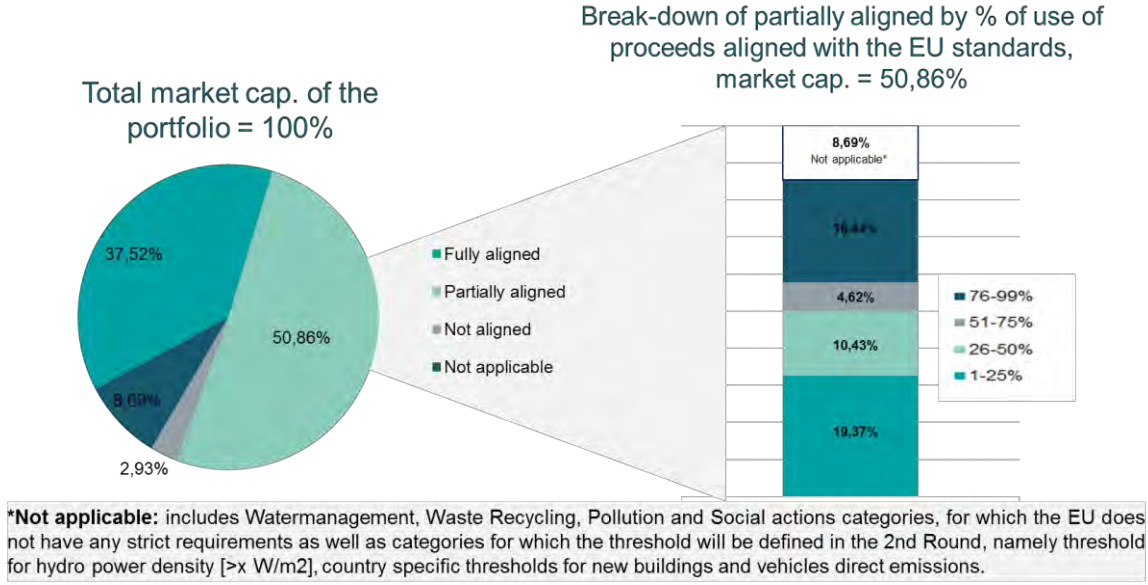 Break-down of partially aligned by % of use of
proceeds aligned with the EU standards,
market cap. = 50,86%
Total market cap. of the
portfolio = 100%
37,52%
50,86%
8,69%
2,93%
Fully aligned
Partially aligned
Not aligned
Not applicable
8,69%
Not applicable*
16,44%
4,62%
10,43%
19,37%
76-99%
51-75%
26-50%
1-25%
*Not applicable: includes Watermanagement, Waste Recycling, Pollution and Social actions categories, for which the EU does
not have any strict requirements as well as categories for which the threshold will be defined in the 2nd Round, namely threshold
for hydro power density [>x W/m2], country specific thresholds for new buildings and vehicles direct emissions.